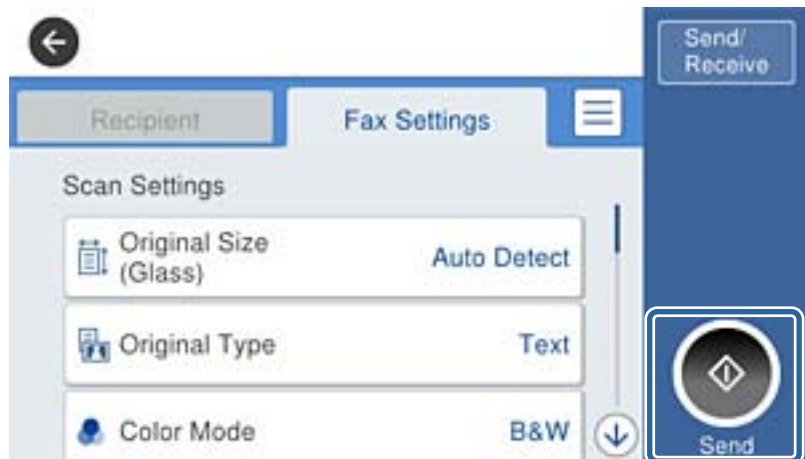 Send/
Receive
Recipient
Fax Settings
Scan Settings
Original Size
(Glass)
Auto Detect
Original Type
Text
Color Mode
B&W
Send